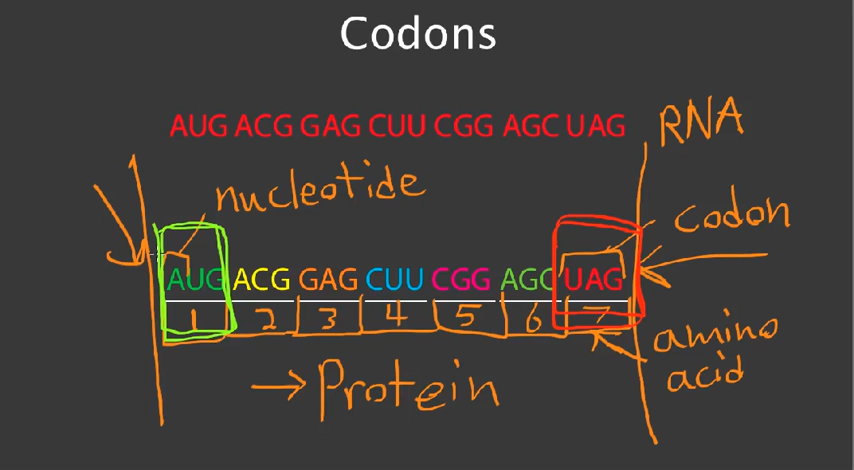 Codons
AUG ACG GAG CUU CGG AGC UAG
RNA
nucleotide
codon
AUG ACG GAG CUU CGG AGC UAG
1 2 3 4 5 6 7
amino
acid
→ Protein